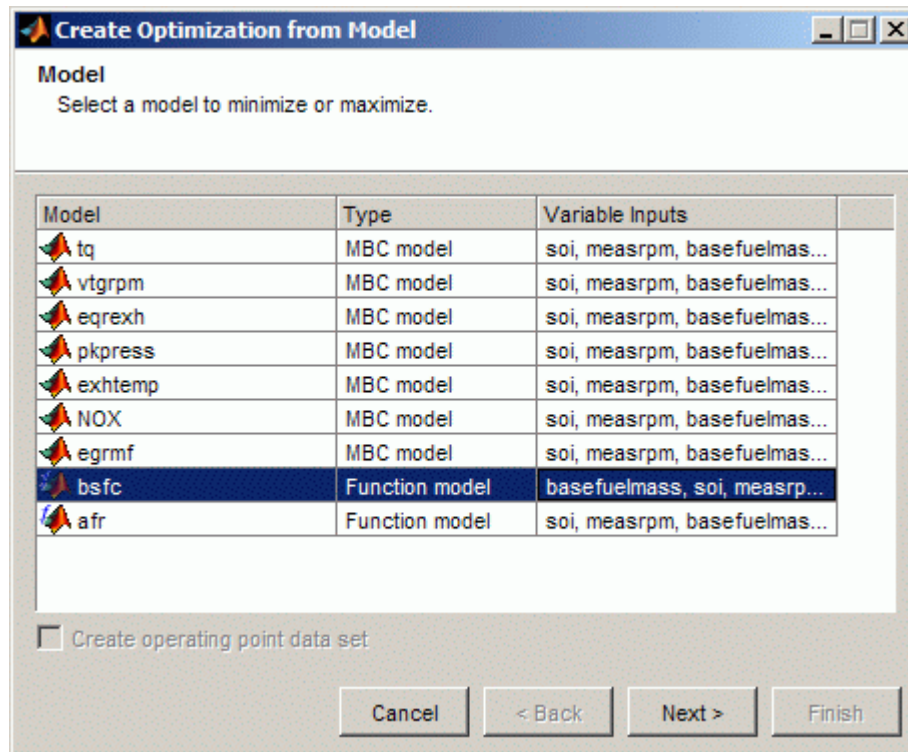 Create Optimization from Model
Model
Select a model to minimize or maximize.
Model Type Variable Inputs
tq MBC model soi, measrpm, basefuelmas...
vtgrpm MBC model soi, measrpm, basefuelmas...
eqrexh MBC model soi, measrpm, basefuelmas...
pkpress MBC model soi, measrpm, basefuelmas...
exhtemp MBC model soi, measrpm, basefuelmas...
NOX MBC model soi, measrpm, basefuelmas...
egrmf MBC model soi, measrpm, basefuelmas...
bsfc Function model basefuelmass, soi, measrp...
afr Function model soi, measrpm, basefuelmas...
Create operating point data set
Cancel < Back Next > Finish